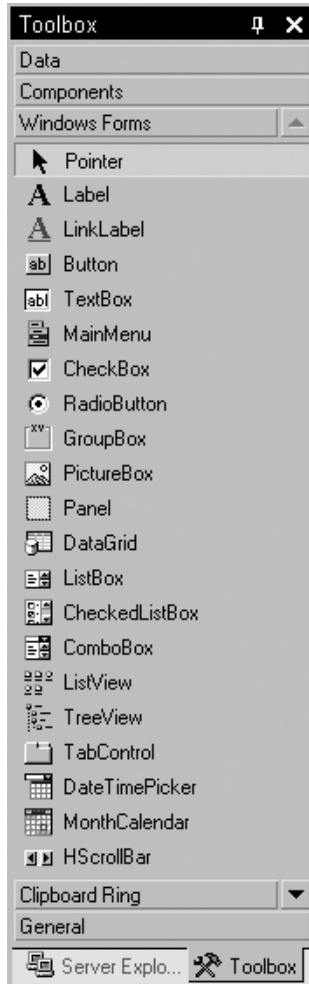 Toolbox
Data
Components
Windows Forms
Pointer
A Label
A LinkLabel
ab Button
abl TextBox
MainMenu
CheckBox
RadioButton
XY GroupBox
PictureBox
Panel
DataGrid
ListBox
CheckedListBox
ComboBox
ListView
TreeView
TabControl
DateTimePicker
MonthCalendar
HScrollBar
Clipboard Ring
General
Server Explo... Toolbox